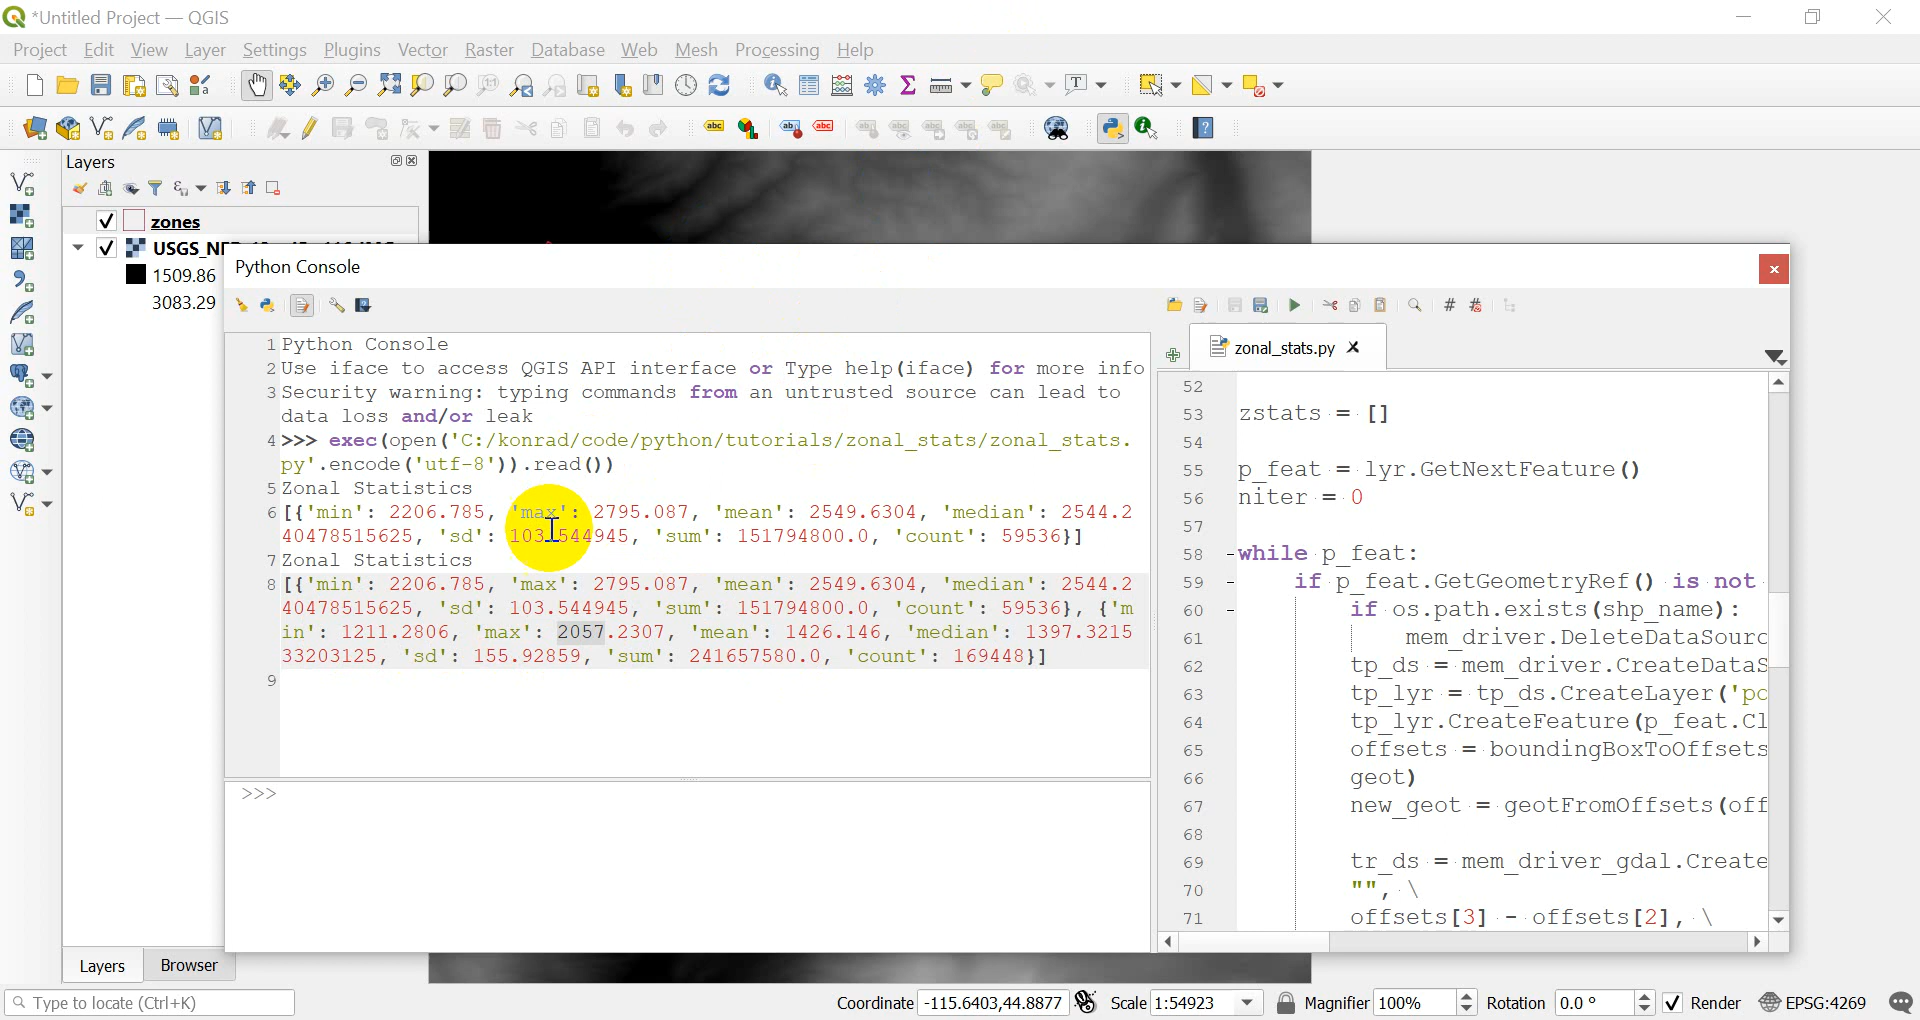 *Untitled Project — QGIS
Project Edit View Layer Settings Plugins Vector Raster Database Web Mesh Processing Help
Layers
zones
USGS_N
1509.86
3083.29
Python Console
1 Python Console
2 Use iface to access QGIS API interface or Type help(iface) for more info
3 Security warning: typing commands from an untrusted source can lead to
data loss and/or leak
4 >>> exec(open('C:/konrad/code/python/tutorials/zonal_stats/zonal_stats.
py'.encode('utf-8')).read())
5 Zonal Statistics
6 [{'min': 2206.785, 'max': 2795.087, 'mean': 2549.6304, 'median': 2544.2
40478515625, 'sd': 103.544945, 'sum': 151794800.0, 'count': 59536}]
7 Zonal Statistics
8 [{'min': 2206.785, 'max': 2795.087, 'mean': 2549.6304, 'median': 2544.2
40478515625, 'sd': 103.544945, 'sum': 151794800.0, 'count': 59536}, {'m
in': 1211.2806, 'max': 2057.2307, 'mean': 1426.146, 'median': 1397.3215
33203125, 'sd': 155.92859, 'sum': 241657580.0, 'count': 169448}]
9
>>>
zonal_stats.py
52
53 zstats = []
54
55 p_feat = lyr.GetNextFeature()
56 niter = 0
57
58 while p_feat:
59 if p_feat.GetGeometryRef() is not
60 if os.path.exists(shp_name):
61 mem_driver.DeleteDataSourc
62 tp_ds = mem_driver.CreateDataS
63 tp_lyr = tp_ds.CreateLayer('po
64 tp_lyr.CreateFeature(p_feat.Cl
65 offsets = boundingBoxToOffsets
66 geot)
67 new_geot = geotFromOffsets(off
68
69 tr_ds = mem_driver_gdal.Create
70 "", \
71 offsets[3] - offsets[2], \
Layers Browser
Type to locate (Ctrl+K) Coordinate -115.6403,44.8877 Scale 1:54923 Magnifier 100% Rotation 0.0 ° Render EPSG:4269